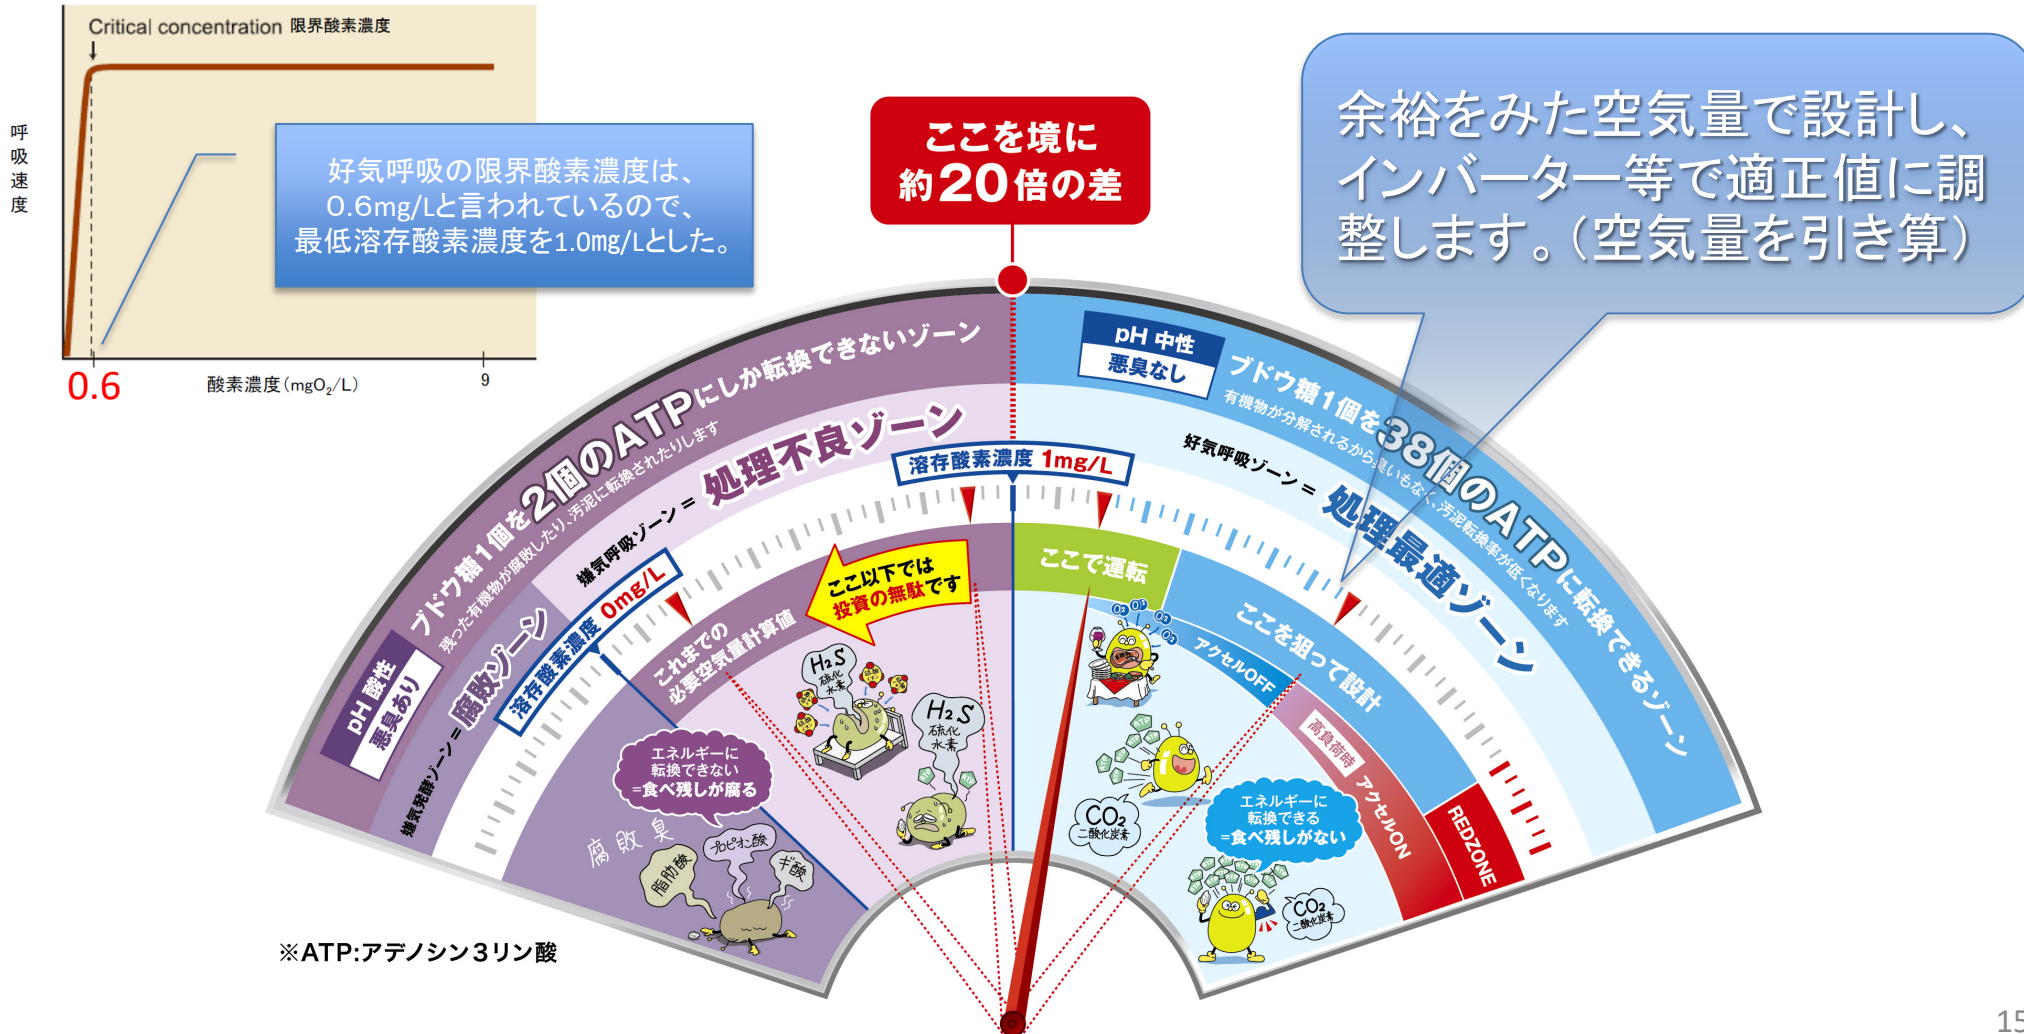 Critical concentration 限界酸素濃度
呼吸速度
0.6
酸素濃度(mgO₂/L)
9
好気呼吸の限界酸素濃度は、
0.6mg/Lと言われているので、
最低溶存酸素濃度を1.0mg/Lとした。
ここを境に
約20倍の差
余裕をみた空気量で設計し、
インバーター等で適正値に調
整します。（空気量を引き算）
pH 酸性
悪臭あり
ブドウ糖1個を2個のATPにしか転換できないゾーン
残った有機物が腐敗したり、汚泥に転換されたりします
pH 中性
悪臭なし
ブドウ糖1個を38個のATPに転換できるゾーン
有機物が分解されるから臭いもなく、汚泥転換率が低くなります
嫌気発酵ゾーン＝腐敗ゾーン
嫌気呼吸ゾーン＝処理不良ゾーン
好気呼吸ゾーン＝処理最適ゾーン
溶存酸素濃度 0mg/L
溶存酸素濃度 1mg/L
これまでの
必要空気量計算値
ここ以下では
投資の無駄です
ここで運転
ここを狙って設計
アクセルOFF
高負荷時
アクセルON
REDZONE
H₂S
硫化
水素
H₂S
硫化
水素
O₂
O₂
O₂
O₂
エネルギーに
転換できない
=食べ残しが腐る
腐敗臭
脂肪酸
プロピオン酸
ギ酸
CO₂
二酸化炭素
エネルギーに
転換できる
=食べ残しがない
CO₂
二酸化炭素
ATP
※ATP:アデノシン3リン酸
15